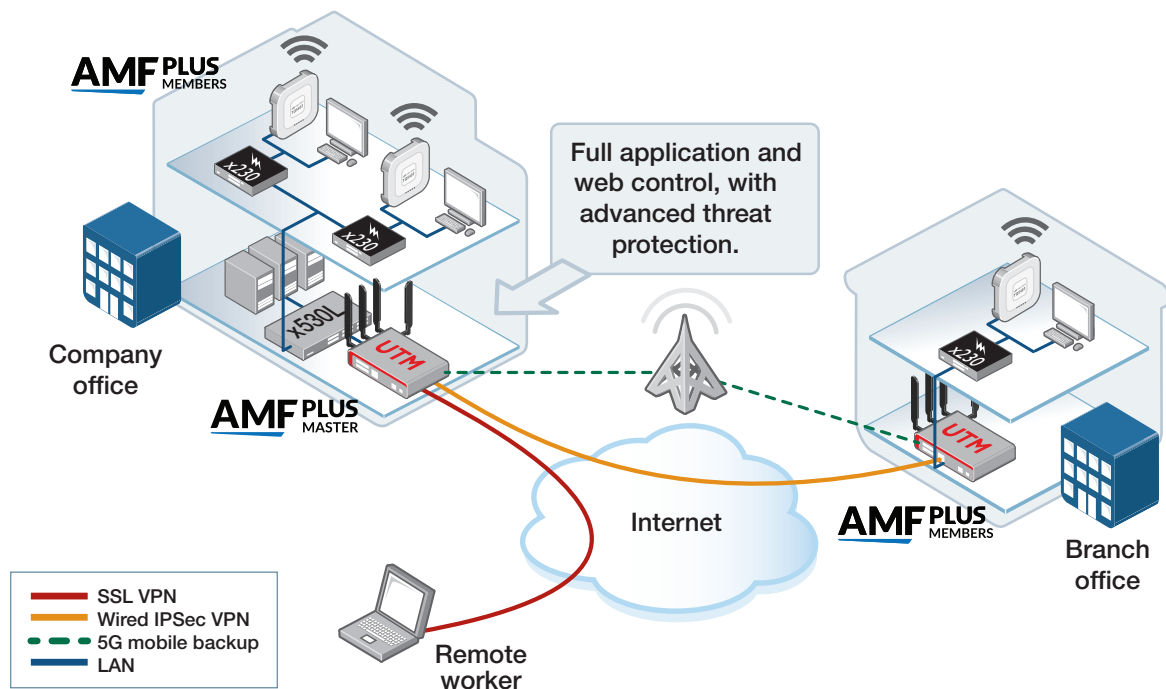 AMF PLUS
MEMBERS
x230
x230
Full application and
web control, with
advanced threat
protection.
x530L
UTM
Company
office
AMF PLUS
MASTER
x230
UTM
Internet
AMF PLUS
MEMBERS
Branch
office
SSL VPN
Wired IPSec VPN
5G mobile backup
LAN
Remote
worker